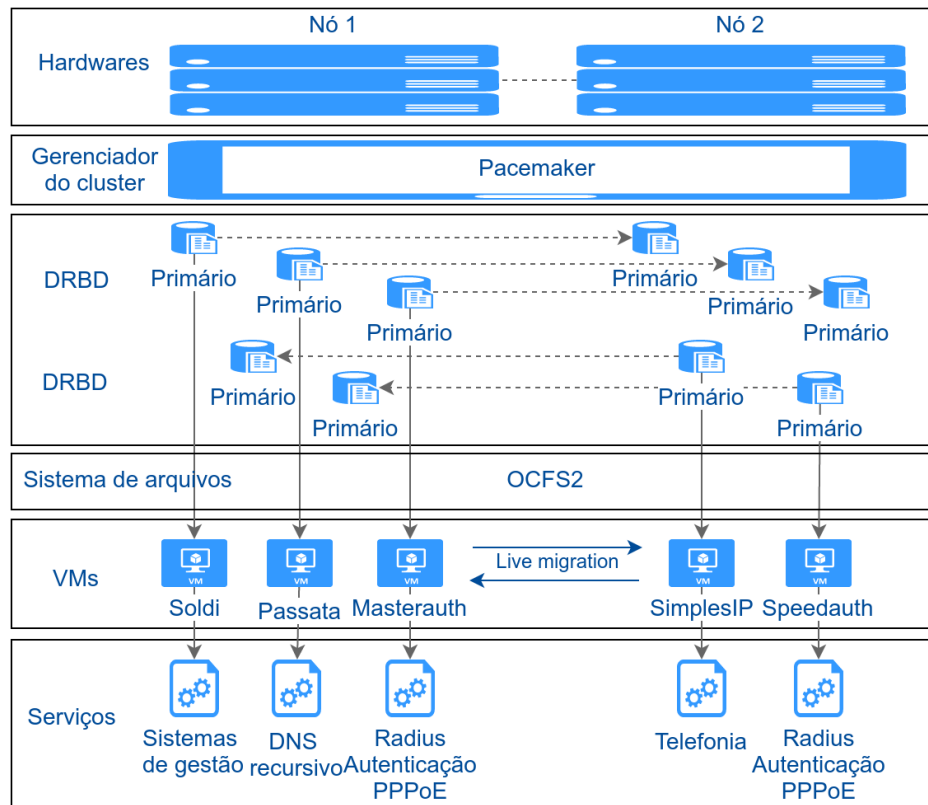 Nó 1
Nó 2
Hardwares
Gerenciador
do cluster
Pacemaker
DRBD
Primário
Primário
Primário
Primário
Primário
Primário
DRBD
Primário
Primário
Primário
Primário
Sistema de arquivos
OCFS2
VMs
VM
VM
VM
Live migration
VM
VM
Soldi
Passata
Masterauth
SimplesIP
Speedauth
Serviços
Sistemas
de gestão
DNS
recursivo
Radius
Autenticação
PPPoE
Telefonia
Radius
Autenticação
PPPoE